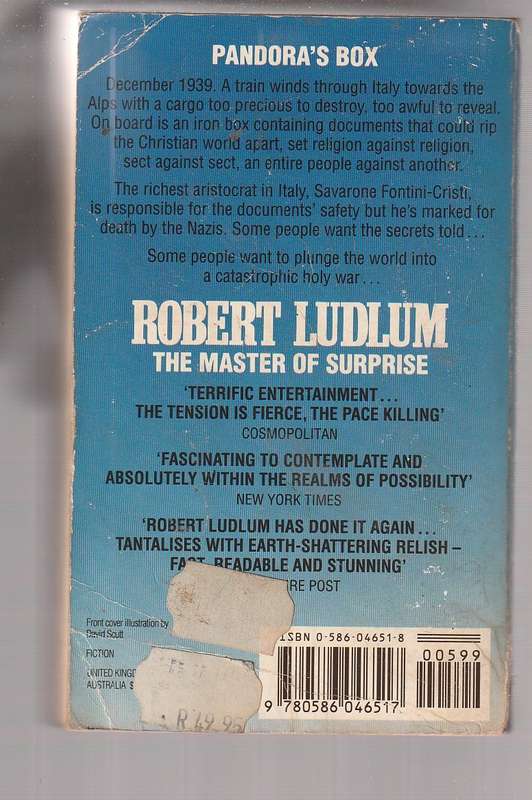 PANDORA'S BOX
December 1939. A train winds through Italy towards the
Alps with a cargo too precious to destroy, too awful to reveal.
On board is an iron box containing documents that could rip
the Christian world apart, set religion against religion,
sect against sect, an entire people against another.
The richest aristocrat in Italy, Savarone Fontini-Cristi,
is responsible for the documents' safety but he's marked for
death by the Nazis. Some people want the secrets told...
Some people want to plunge the world into
a catastrophic holy war...
ROBERT LUDLUM
THE MASTER OF SURPRISE
'TERRIFIC ENTERTAINMENT...
THE TENSION IS FIERCE, THE PACE KILLING'
COSMOPOLITAN
'FASCINATING TO CONTEMPLATE AND
ABSOLUTELY WITHIN THE REALMS OF POSSIBILITY'
NEW YORK TIMES
'ROBERT LUDLUM HAS DONE IT AGAIN...
TANTALISES WITH EARTH-SHATTERING RELISH –
FAST, READABLE AND STUNNING'
POST
Front cover illustration by
David Scutt
FICTION
UNITED
AUSTRALIA $
R 49.95
ISBN 0-586-04651-8
00599
9 780586 046517